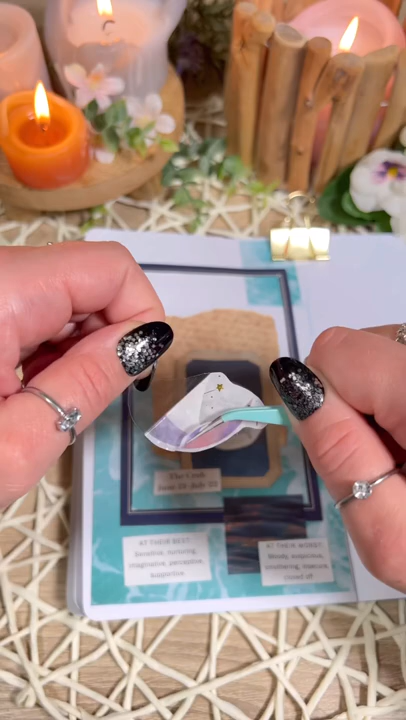 The Crab
June 22- July 22
AT THEIR BEST:
Sensitive, nurturing,
imaginative, perceptive,
supportive.
AT THEIR WORST:
Moody, suspicious,
smothering, insecure,
closed off